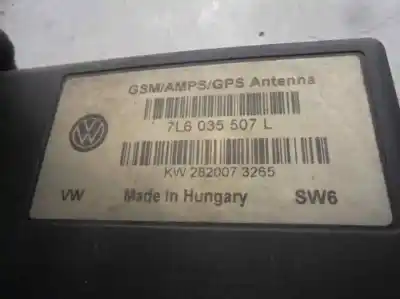 GSM/AMPS/GPS Antenna
7L6 035 507 L
KW 282007 3265
VW Made in Hungary SW6